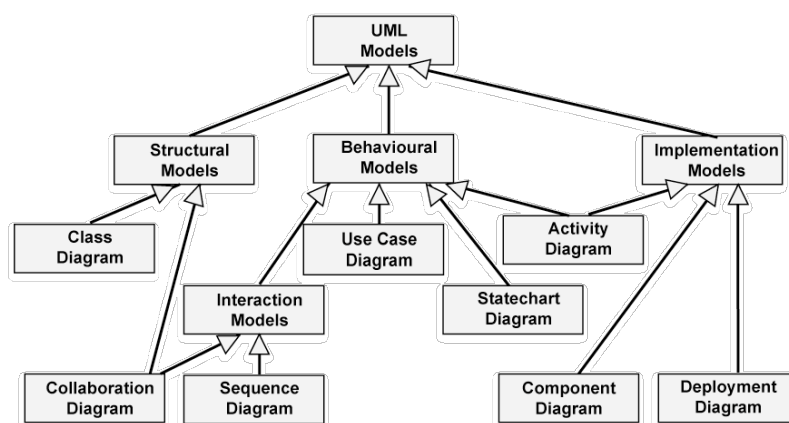 UML
Models
Structural
Models
Behavioural
Models
Implementation
Models
Class
Diagram
Use Case
Diagram
Activity
Diagram
Interaction
Models
Statechart
Diagram
Collaboration
Diagram
Sequence
Diagram
Component
Diagram
Deployment
Diagram